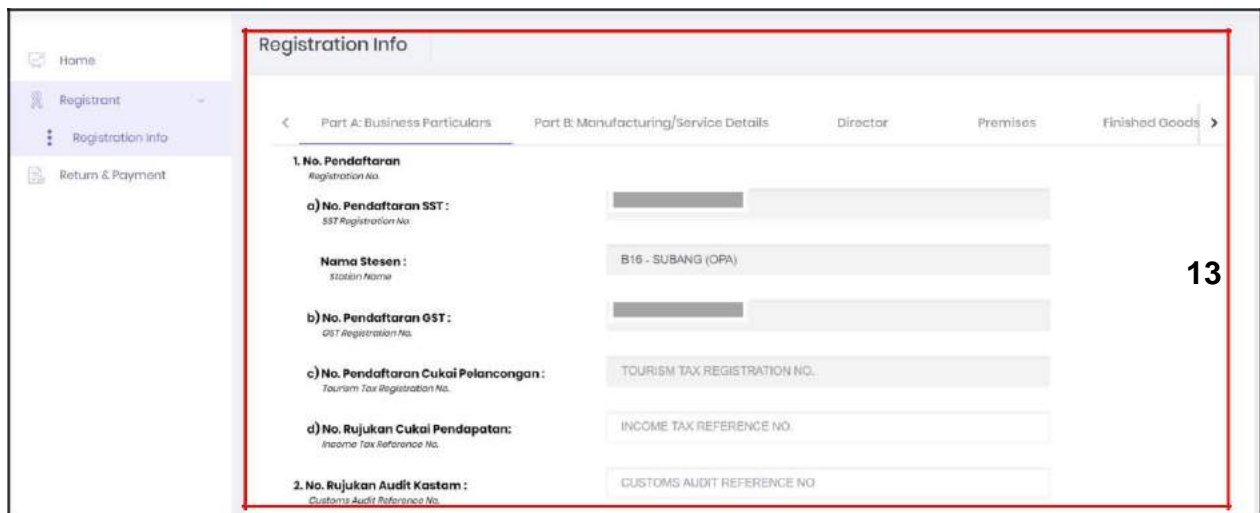 Home
Registrant
Registration Info
Return & Payment
Registration Info
Part A: Business Particulars Part B: Manufacturing/Service Details Director Premises Finished Goods
1. No. Pendaftaran
Registration No.
a) No. Pendaftaran SST :
SST Registration No.
Nama Stesen :
Station Name
B16 - SUBANG (OPA)
b) No. Pendaftaran GST :
GST Registration No.
c) No. Pendaftaran Cukai Pelancongan :
Tourism Tax Registration No.
TOURISM TAX REGISTRATION NO.
d) No. Rujukan Cukai Pendapatan:
Income Tax Reference No.
INCOME TAX REFERENCE NO.
2. No. Rujukan Audit Kastam :
Customs Audit Reference No.
CUSTOMS AUDIT REFERENCE NO
13